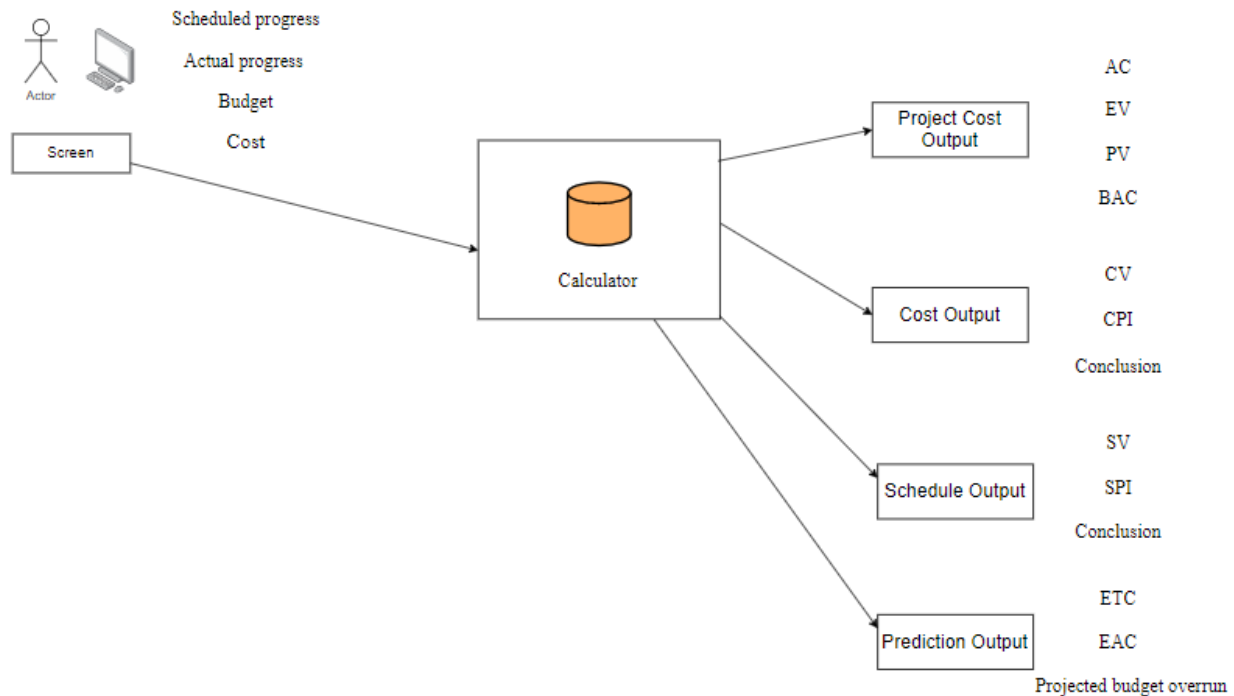 Scheduled progress
Actual progress
Budget
Cost
Actor
Screen
Calculator
Project Cost
Output
AC
EV
PV
BAC
Cost Output
CV
CPI
Conclusion
Schedule Output
SV
SPI
Conclusion
Prediction Output
ETC
EAC
Projected budget overrun